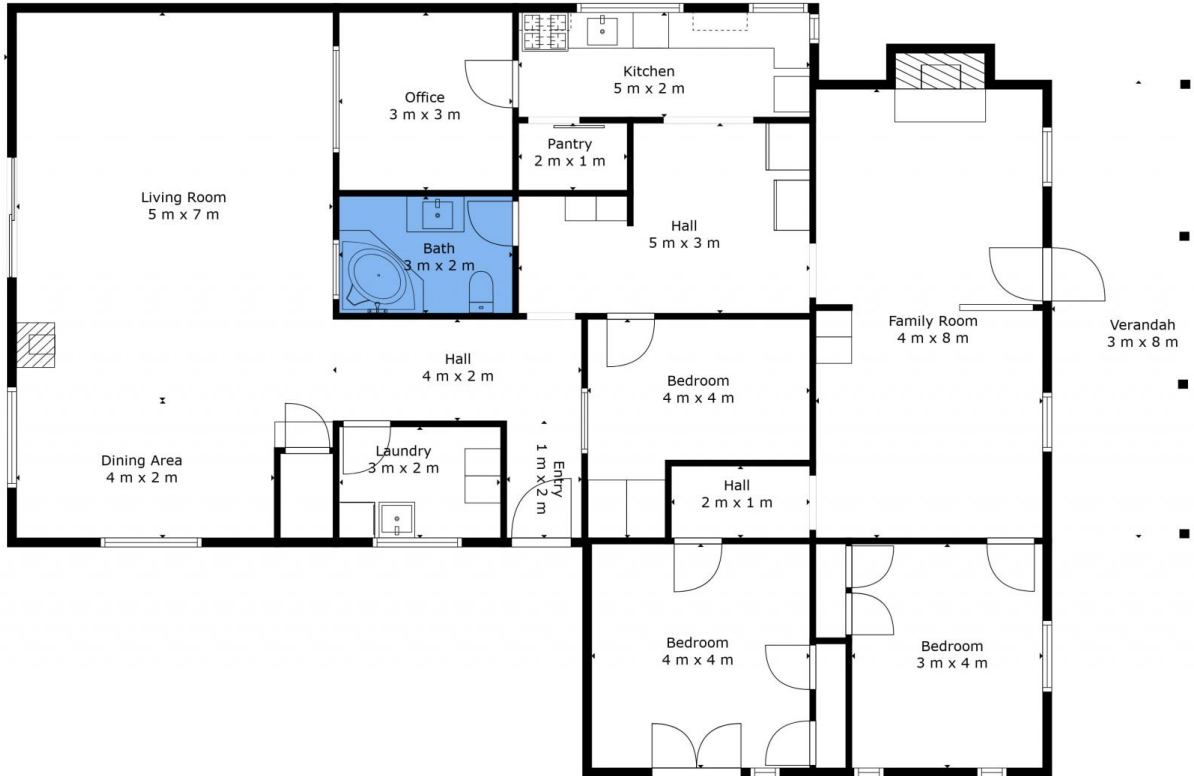 Kitchen
5 m x 2 m
Office
3 m x 3 m
Pantry
2 m x 1 m
Living Room
5 m x 7 m
Hall
5 m x 3 m
Bath
3 m x 2 m
Family Room
4 m x 8 m
Verandah
3 m x 8 m
Hall
4 m x 2 m
Bedroom
4 m x 4 m
Dining Area
4 m x 2 m
Laundry
3 m x 2 m
Entry
1 m x 2 m
Hall
2 m x 1 m
Bedroom
4 m x 4 m
Bedroom
3 m x 4 m